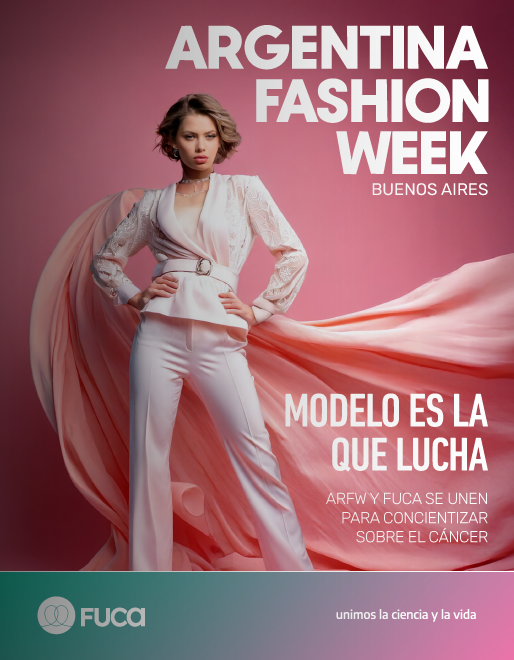 ARGENTINA
FASHION
WEEK
BUENOS AIRES
MODELO ES LA
QUE LUCHA
ARFW Y FUCA SE UNEN
PARA CONCIENTIZAR
SOBRE EL CÁNCER
FUCA
unimos la ciencia y la vida